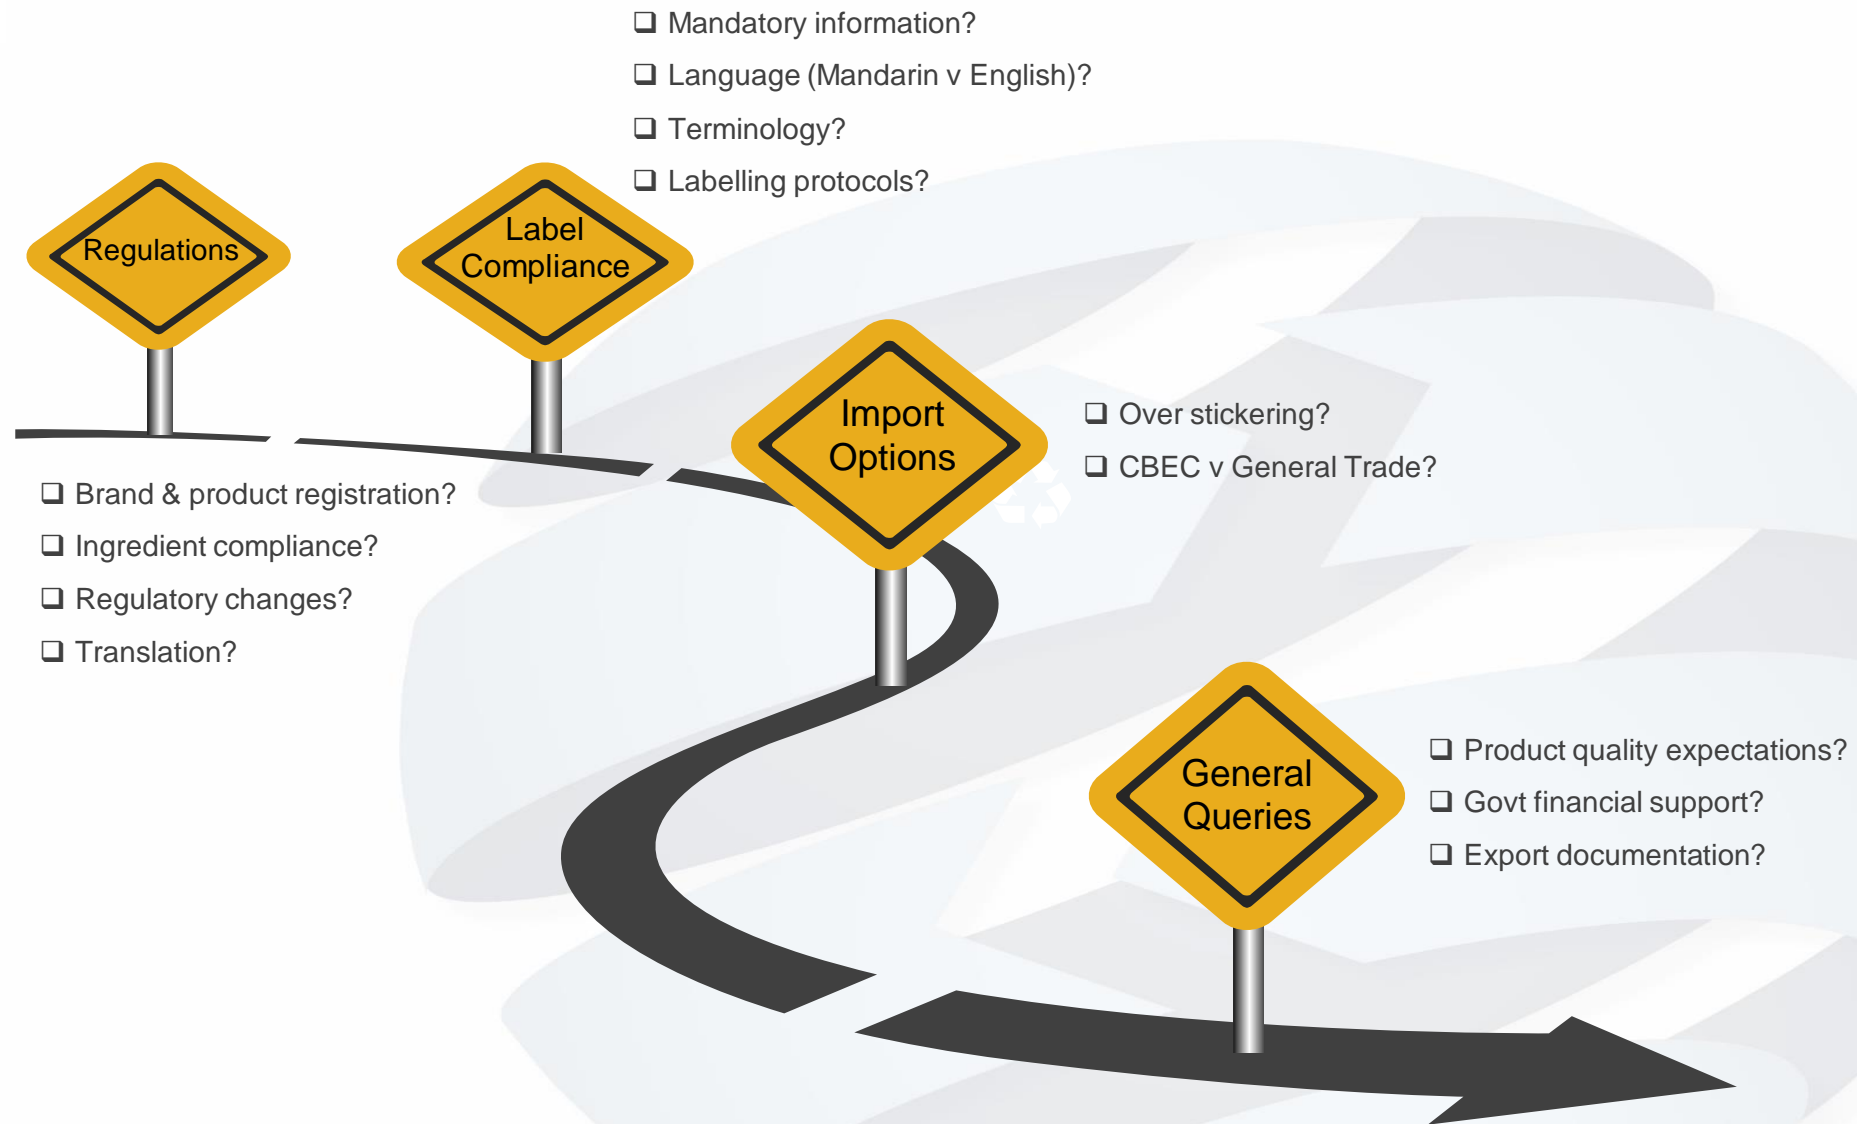 Regulations
❑ Brand & product registration?
❑ Ingredient compliance?
❑ Regulatory changes?
❑ Translation?
Label
Compliance
❑ Mandatory information?
❑ Language (Mandarin v English)?
❑ Terminology?
❑ Labelling protocols?
Import
Options
❑ Over stickering?
❑ CBEC v General Trade?
General
Queries
❑ Product quality expectations?
❑ Govt financial support?
❑ Export documentation?